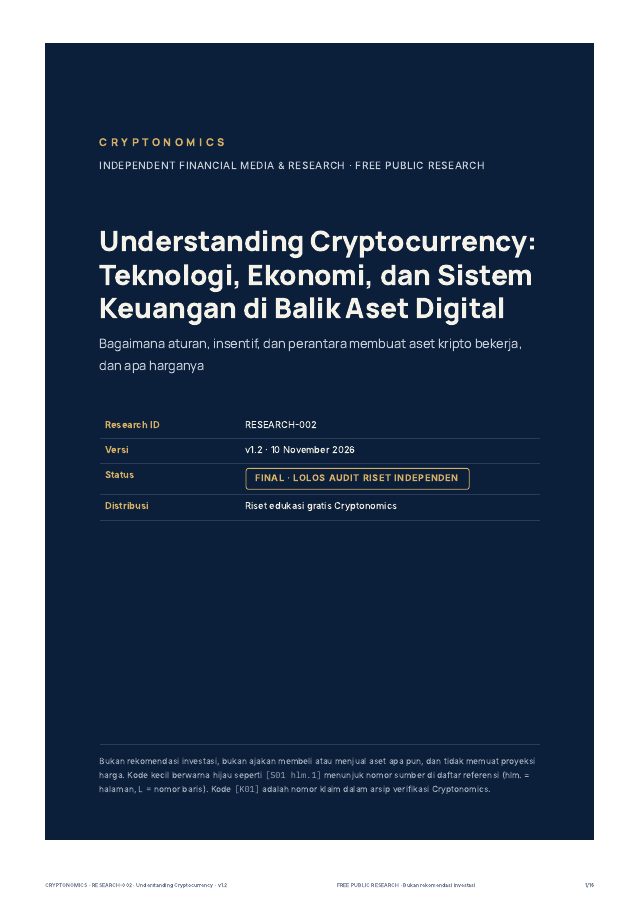 CRYPTONOMICS
INDEPENDENT FINANCIAL MEDIA & RESEARCH · FREE PUBLIC RESEARCH
Understanding Cryptocurrency:
Teknologi, Ekonomi, dan Sistem
Keuangan di Balik Aset Digital
Bagaimana aturan, insentif, dan perantara membuat aset kripto bekerja,
dan apa harganya
Research ID RESEARCH-002
Versi v1.2 · 10 November 2026
Status FINAL · LOLOS AUDIT RISET INDEPENDEN
Distribusi Riset edukasi gratis Cryptonomics
Bukan rekomendasi investasi, bukan ajakan membeli atau menjual aset apa pun, dan tidak memuat proyeksi
harga. Kode kecil berwarna hijau seperti [S01 hlm.1] menunjuk nomor sumber di daftar referensi (hlm. =
halaman, L = nomor baris). Kode [K01] adalah nomor klaim dalam arsip verifikasi Cryptonomics.
CRYPTONOMICS · RESEARCH-002 · Understanding Cryptocurrency · v1.2 FREE PUBLIC RESEARCH · Bukan rekomendasi investasi 1/16